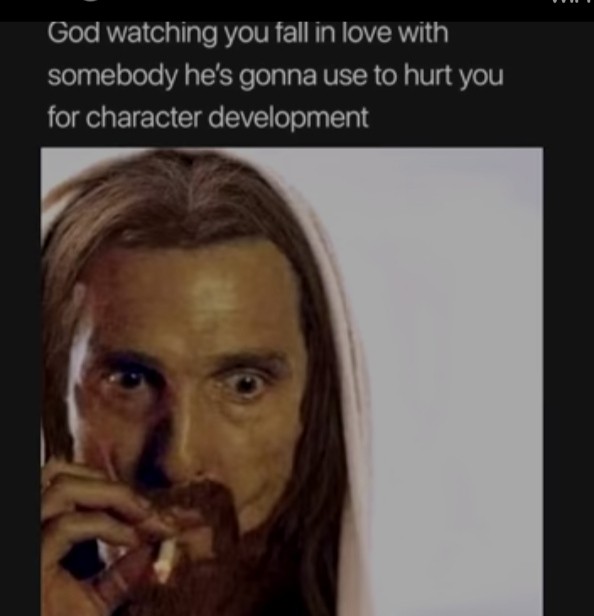 God watching you fall in love with
somebody he's gonna use to hurt you
for character development